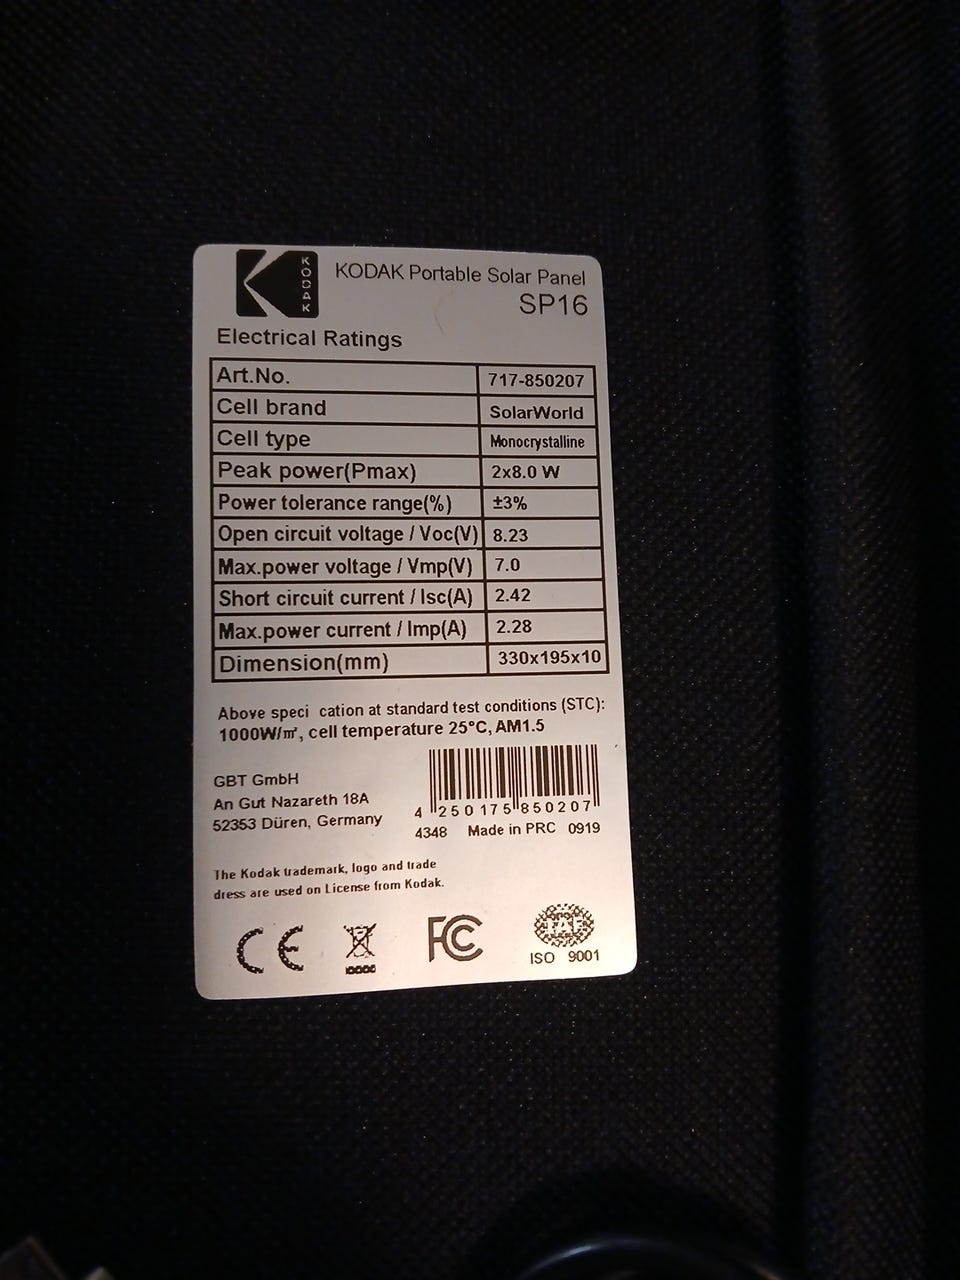 KODAK
KODAK Portable Solar Panel
SP16
Electrical Ratings
Art.No. 717-850207
Cell brand SolarWorld
Cell type Monocrystalline
Peak power(Pmax) 2x8.0 W
Power tolerance range(%) ±3%
Open circuit voltage / Voc(V) 8.23
Max.power voltage / Vmp(V) 7.0
Short circuit current / Isc(A) 2.42
Max.power current / Imp(A) 2.28
Dimension(mm) 330x195x10
Above speci cation at standard test conditions (STC):
1000W/㎡, cell temperature 25°C, AM1.5
GBT GmbH
An Gut Nazareth 18A
52353 Düren, Germany
4 250175 850207
4348 Made in PRC 0919
The Kodak trademark, logo and trade
dress are used on License from Kodak.
CE FC TAF
ISO 9001